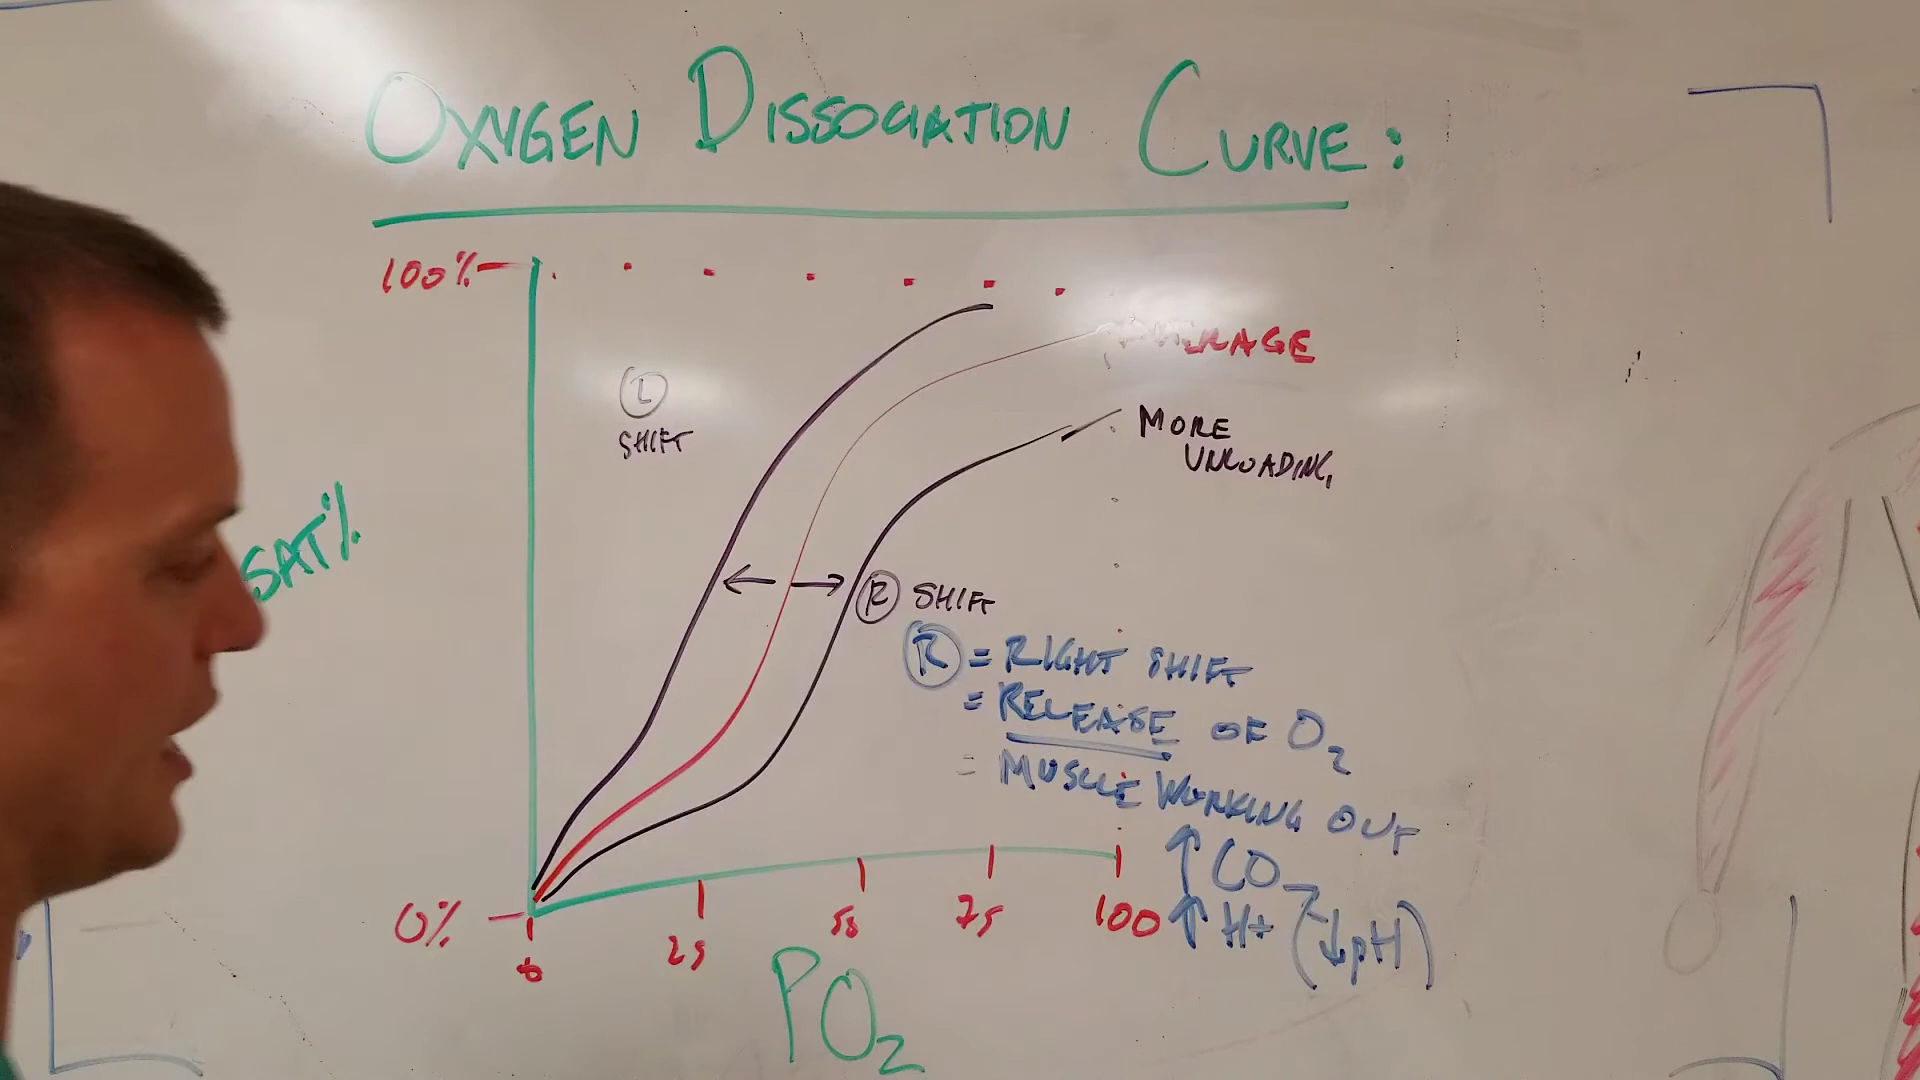 OXYGEN DISSOCIATION CURVE:
100%
AVERAGE
L
SHIFT
MORE
UNLOADING
SAT%
R SHIFT
R = RIGHT SHIFT
= RELEASE OF O2
= MUSCLE WORKING OUT
↑ CO2
↑ H+ (↓pH)
0%
0 25 50 75 100
PO2